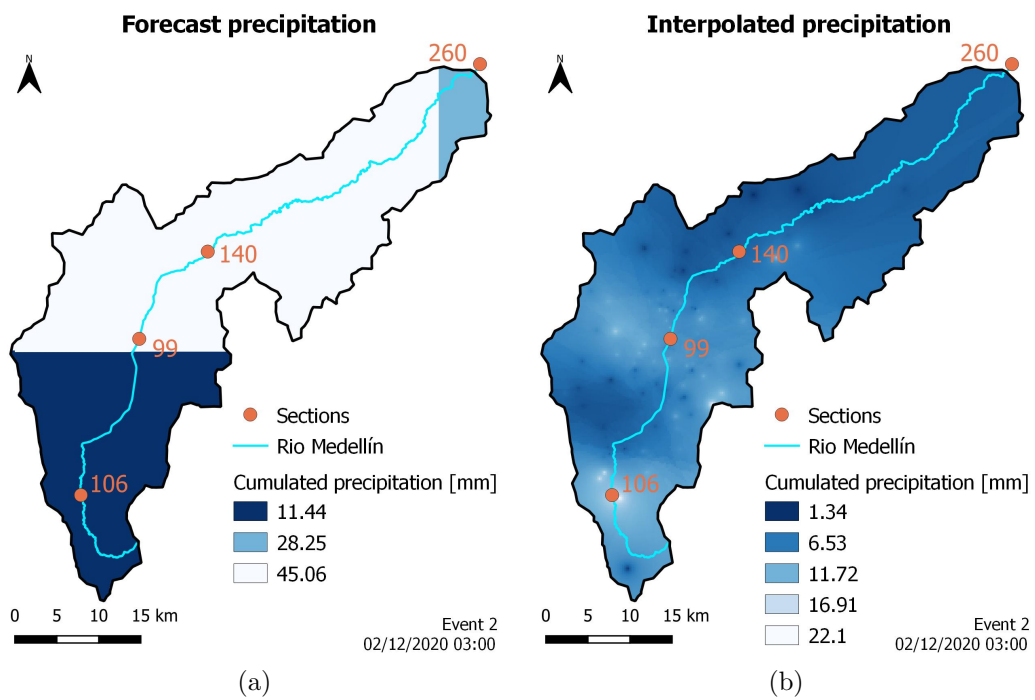 Forecast precipitation
N
260
140
99
106
Sections
Rio Medellín
Cumulated precipitation [mm]
11.44
28.25
45.06
0 5 10 15 km
Event 2
02/12/2020 03:00
(a)
Interpolated precipitation
N
260
140
99
106
Sections
Rio Medellín
Cumulated precipitation [mm]
1.34
6.53
11.72
16.91
22.1
0 5 10 15 km
Event 2
02/12/2020 03:00
(b)